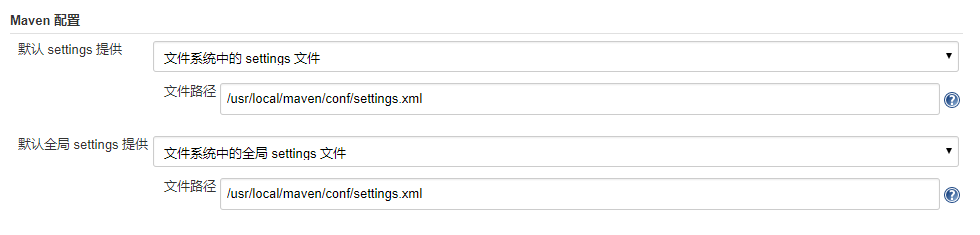 Maven 配置
默认 settings 提供
文件系统中的 settings 文件
文件路径
/usr/local/maven/conf/settings.xml
默认全局 settings 提供
文件系统中的全局 settings 文件
文件路径
/usr/local/maven/conf/settings.xml